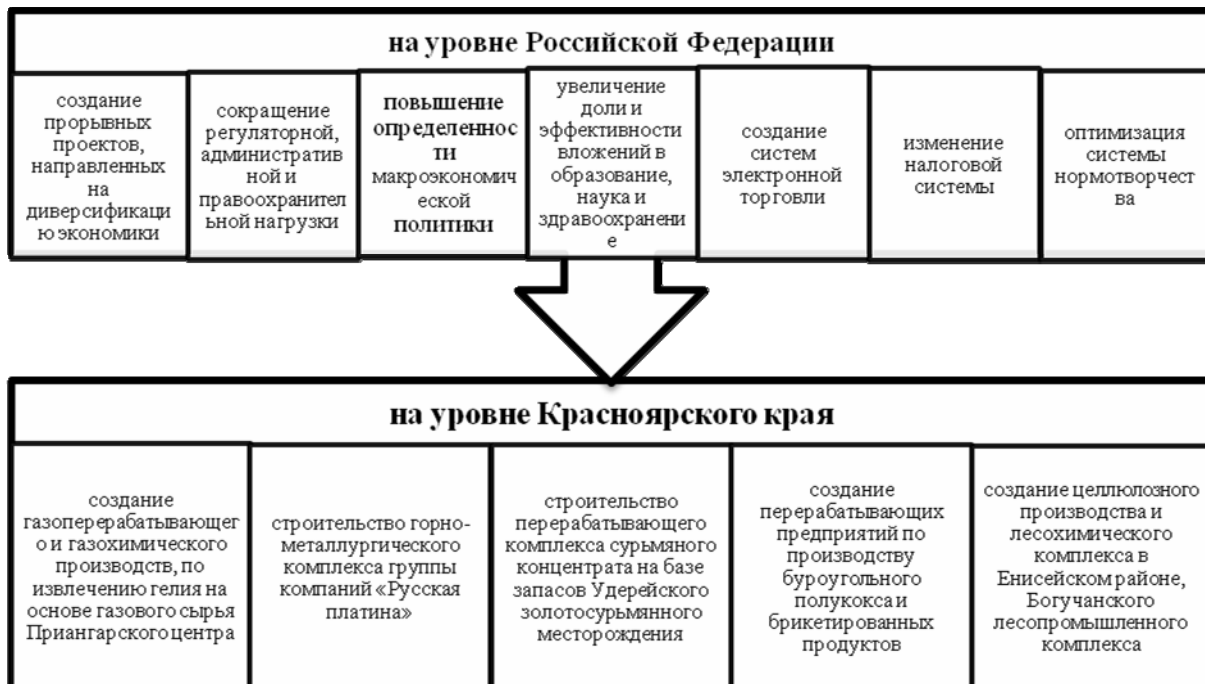 на уровне Российской Федерации
создание
прорывных
проектов,
направленных
на
диверсификаци
ю экономики
сокращение
регуляторной,
административ
ной и
правоохранител
ьной нагрузки
повышение
определеннос
ти
макроэкономич
еской
политики
увеличение
доли и
эффективности
вложений в
образование,
наука и
здравоохранени
е
создание
систем
электронной
торговли
изменение
налоговой
системы
оптимизация
системы
нормотворчест
ва
на уровне Красноярского края
создание
газоперерабатывающег
о и газохимического
производств, по
извлечению гелия на
основе газового сырья
Приангарского центра
строительство горно-
металлургического
комплекса группы
компаний «Русская
платина»
строительство
перерабатывающего
комплекса сурьмяного
концентрата на базе
запасов Удерейского
золотосурьмянного
месторождения
создание
перерабатывающих
предприятий по
производству
буроугольного
полукокса и
брикетированных
продуктов
создание целлюлозного
производства и
лесохимического
комплекса в
Енисейском районе,
Богучанского
лесопромышленного
комплекса